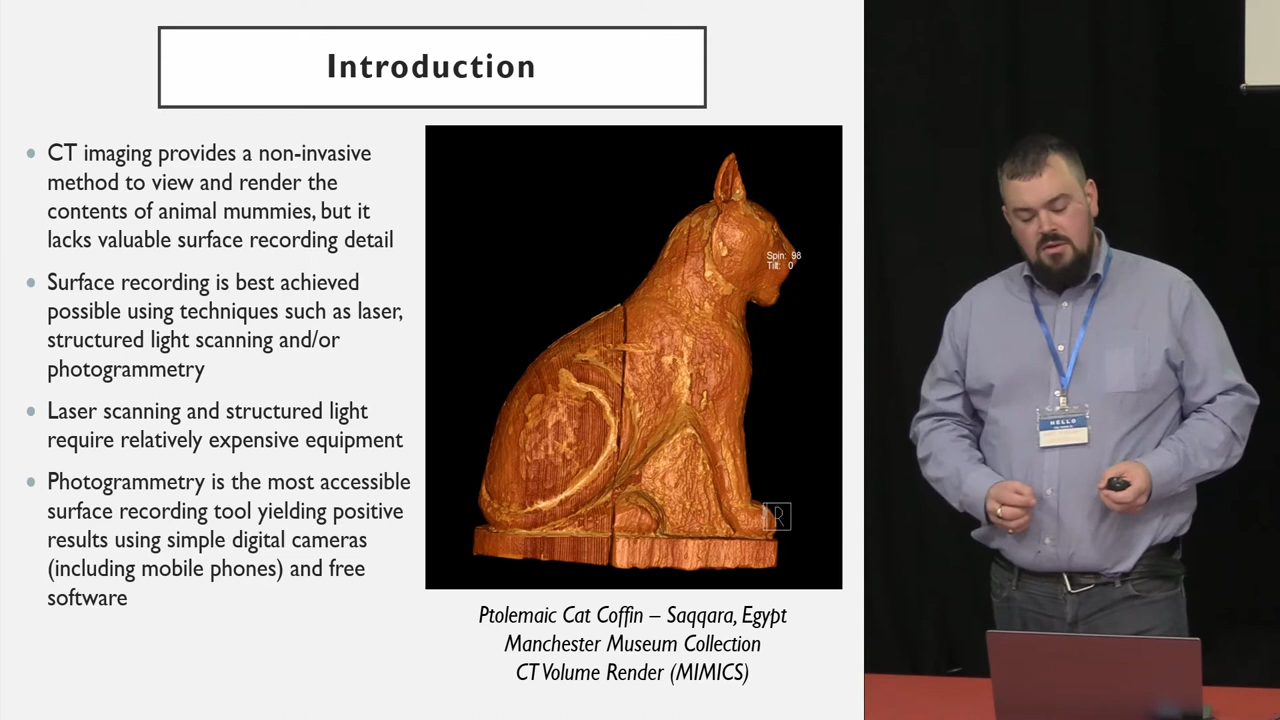 Introduction
CT imaging provides a non-invasive
method to view and render the
contents of animal mummies, but it
lacks valuable surface recording detail
Surface recording is best achieved
possible using techniques such as laser,
structured light scanning and/or
photogrammetry
Laser scanning and structured light
require relatively expensive equipment
Photogrammetry is the most accessible
surface recording tool yielding positive
results using simple digital cameras
(including mobile phones) and free
software
Spin: 98
Tilt: 0
R
Ptolemaic Cat Coffin – Saqqara, Egypt
Manchester Museum Collection
CT Volume Render (MIMICS)
HELLO